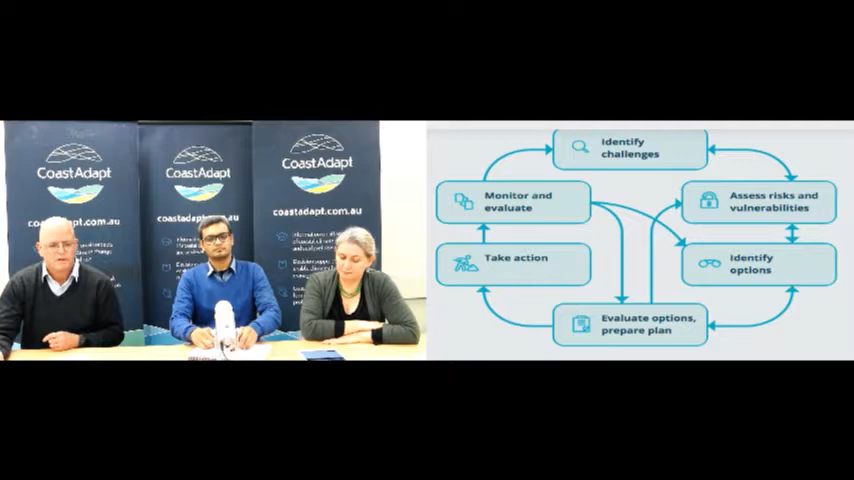 CoastAdapt
CoastAdapt
CoastAdapt
coastadapt.com.au
coastadapt.com.au
coastadapt.com.au
Identify
challenges
Monitor and
evaluate
Assess risks and
vulnerabilities
Take action
Identify
options
Evaluate options,
prepare plan